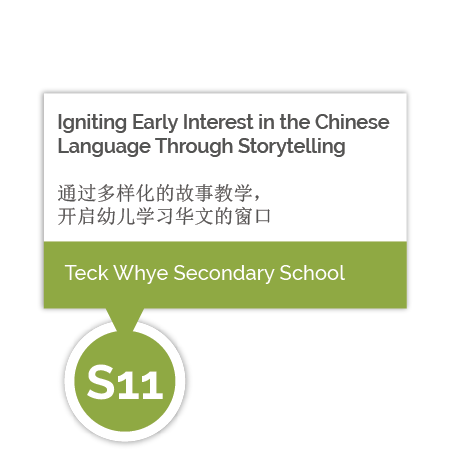 Igniting Early Interest in the Chinese
Language Through Storytelling
通过多样化的故事教学，
开启幼儿学习华文的窗口
Teck Whye Secondary School
S11